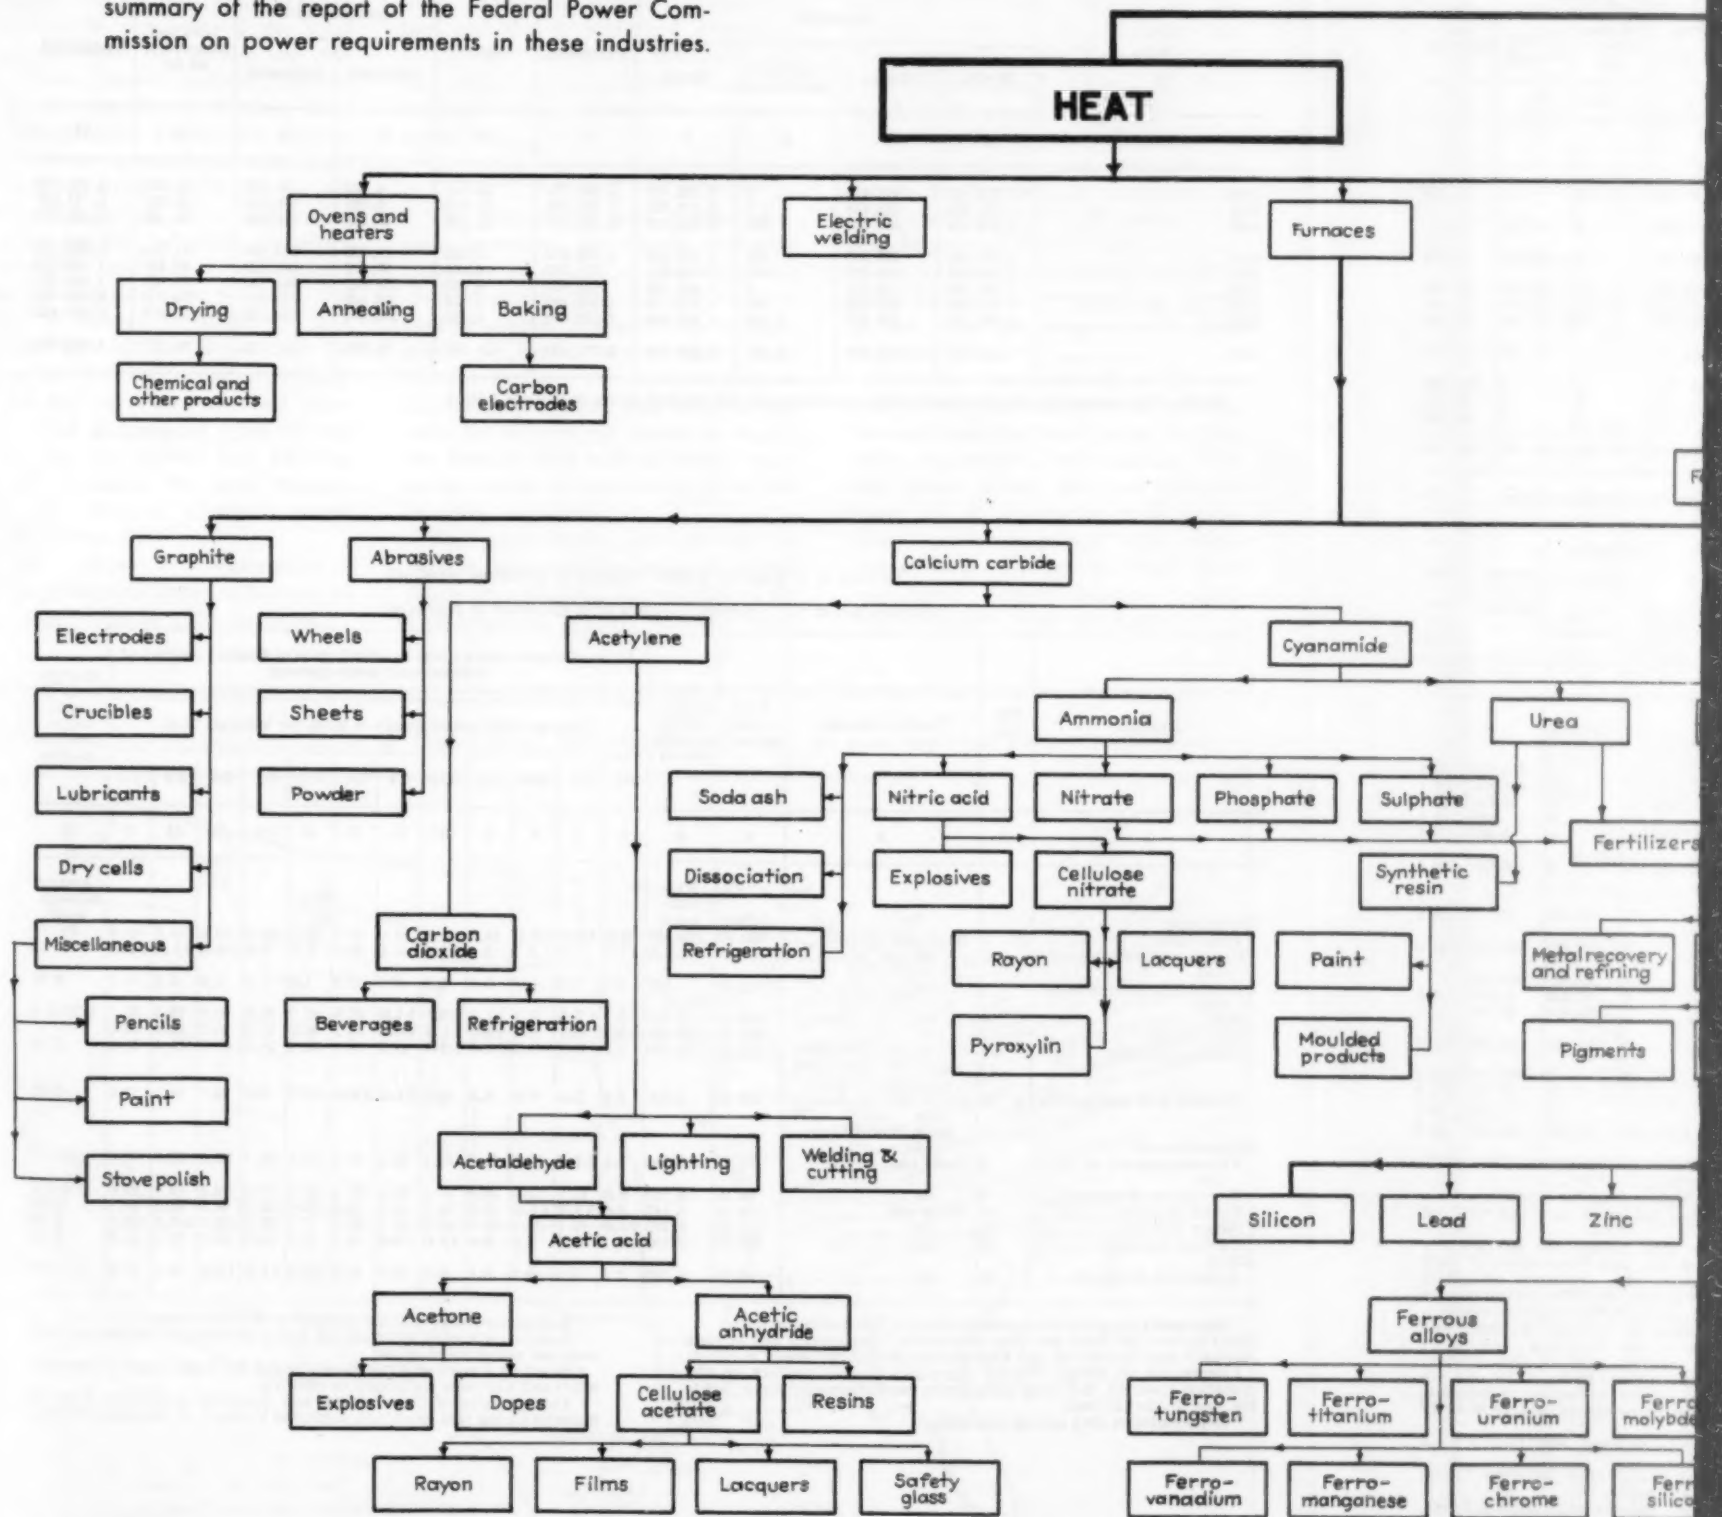 summary of the report of the Federal Power Com-
mission on power requirements in these industries.
HEAT
Ovens and
heaters
Electric
welding
Furnaces
Drying
Annealing
Baking
Chemical and
other products
Carbon
electrodes
Graphite
Abrasives
Calcium carbide
Electrodes
Wheels
Acetylene
Cyanamide
Crucibles
Sheets
Ammonia
Urea
Lubricants
Powder
Soda ash
Nitric acid
Nitrate
Phosphate
Sulphate
Fertilizers
Dry cells
Dissociation
Explosives
Cellulose
nitrate
Synthetic
resin
Miscellaneous
Carbon
dioxide
Refrigeration
Rayon
Lacquers
Paint
Metal recovery
and refining
Pencils
Beverages
Refrigeration
Pyroxylin
Moulded
products
Pigments
Paint
Stove polish
Acetaldehyde
Lighting
Welding &
cutting
Silicon
Lead
Zinc
Acetic acid
Acetone
Acetic
anhydride
Ferrous
alloys
Explosives
Dopes
Cellulose
acetate
Resins
Ferro-
tungsten
Ferro-
titanium
Ferro-
uranium
Rayon
Films
Lacquers
Safety
glass
Ferro-
vanadium
Ferro-
manganese
Ferro-
chrome